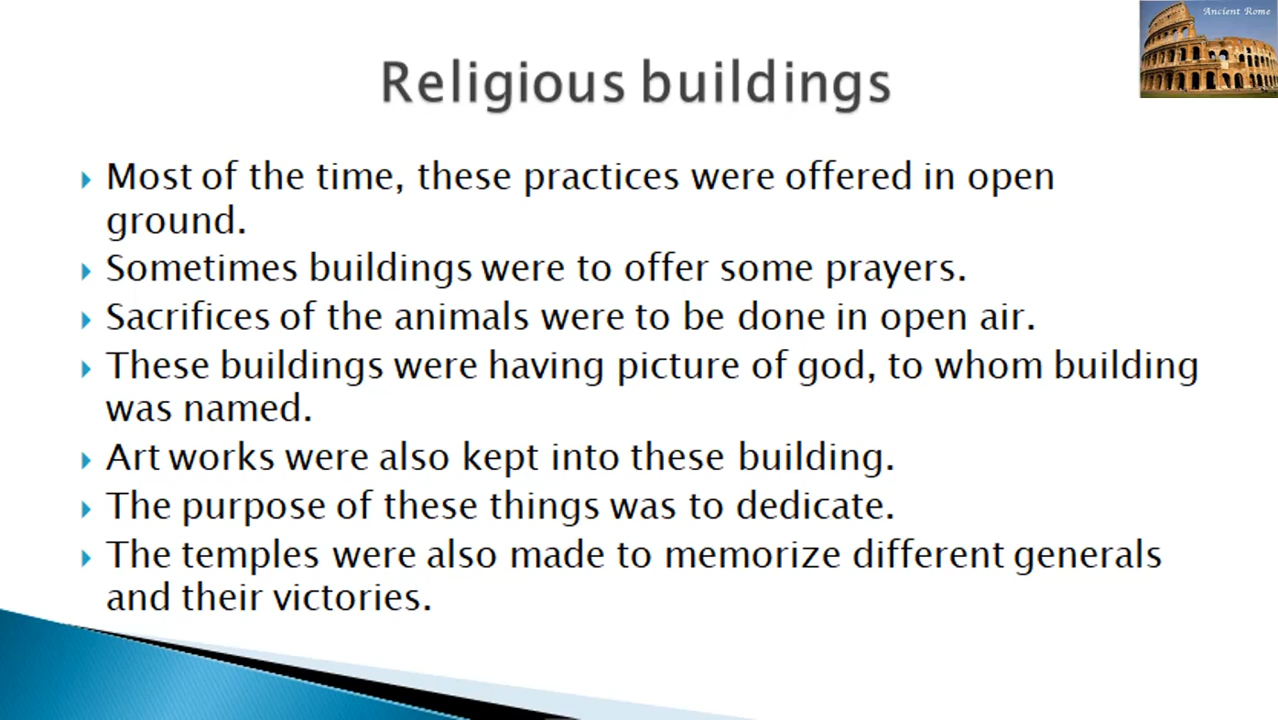 Ancient Rome
Religious buildings
Most of the time, these practices were offered in open
ground.
Sometimes buildings were to offer some prayers.
Sacrifices of the animals were to be done in open air.
These buildings were having picture of god, to whom building
was named.
Art works were also kept into these building.
The purpose of these things was to dedicate.
The temples were also made to memorize different generals
and their victories.